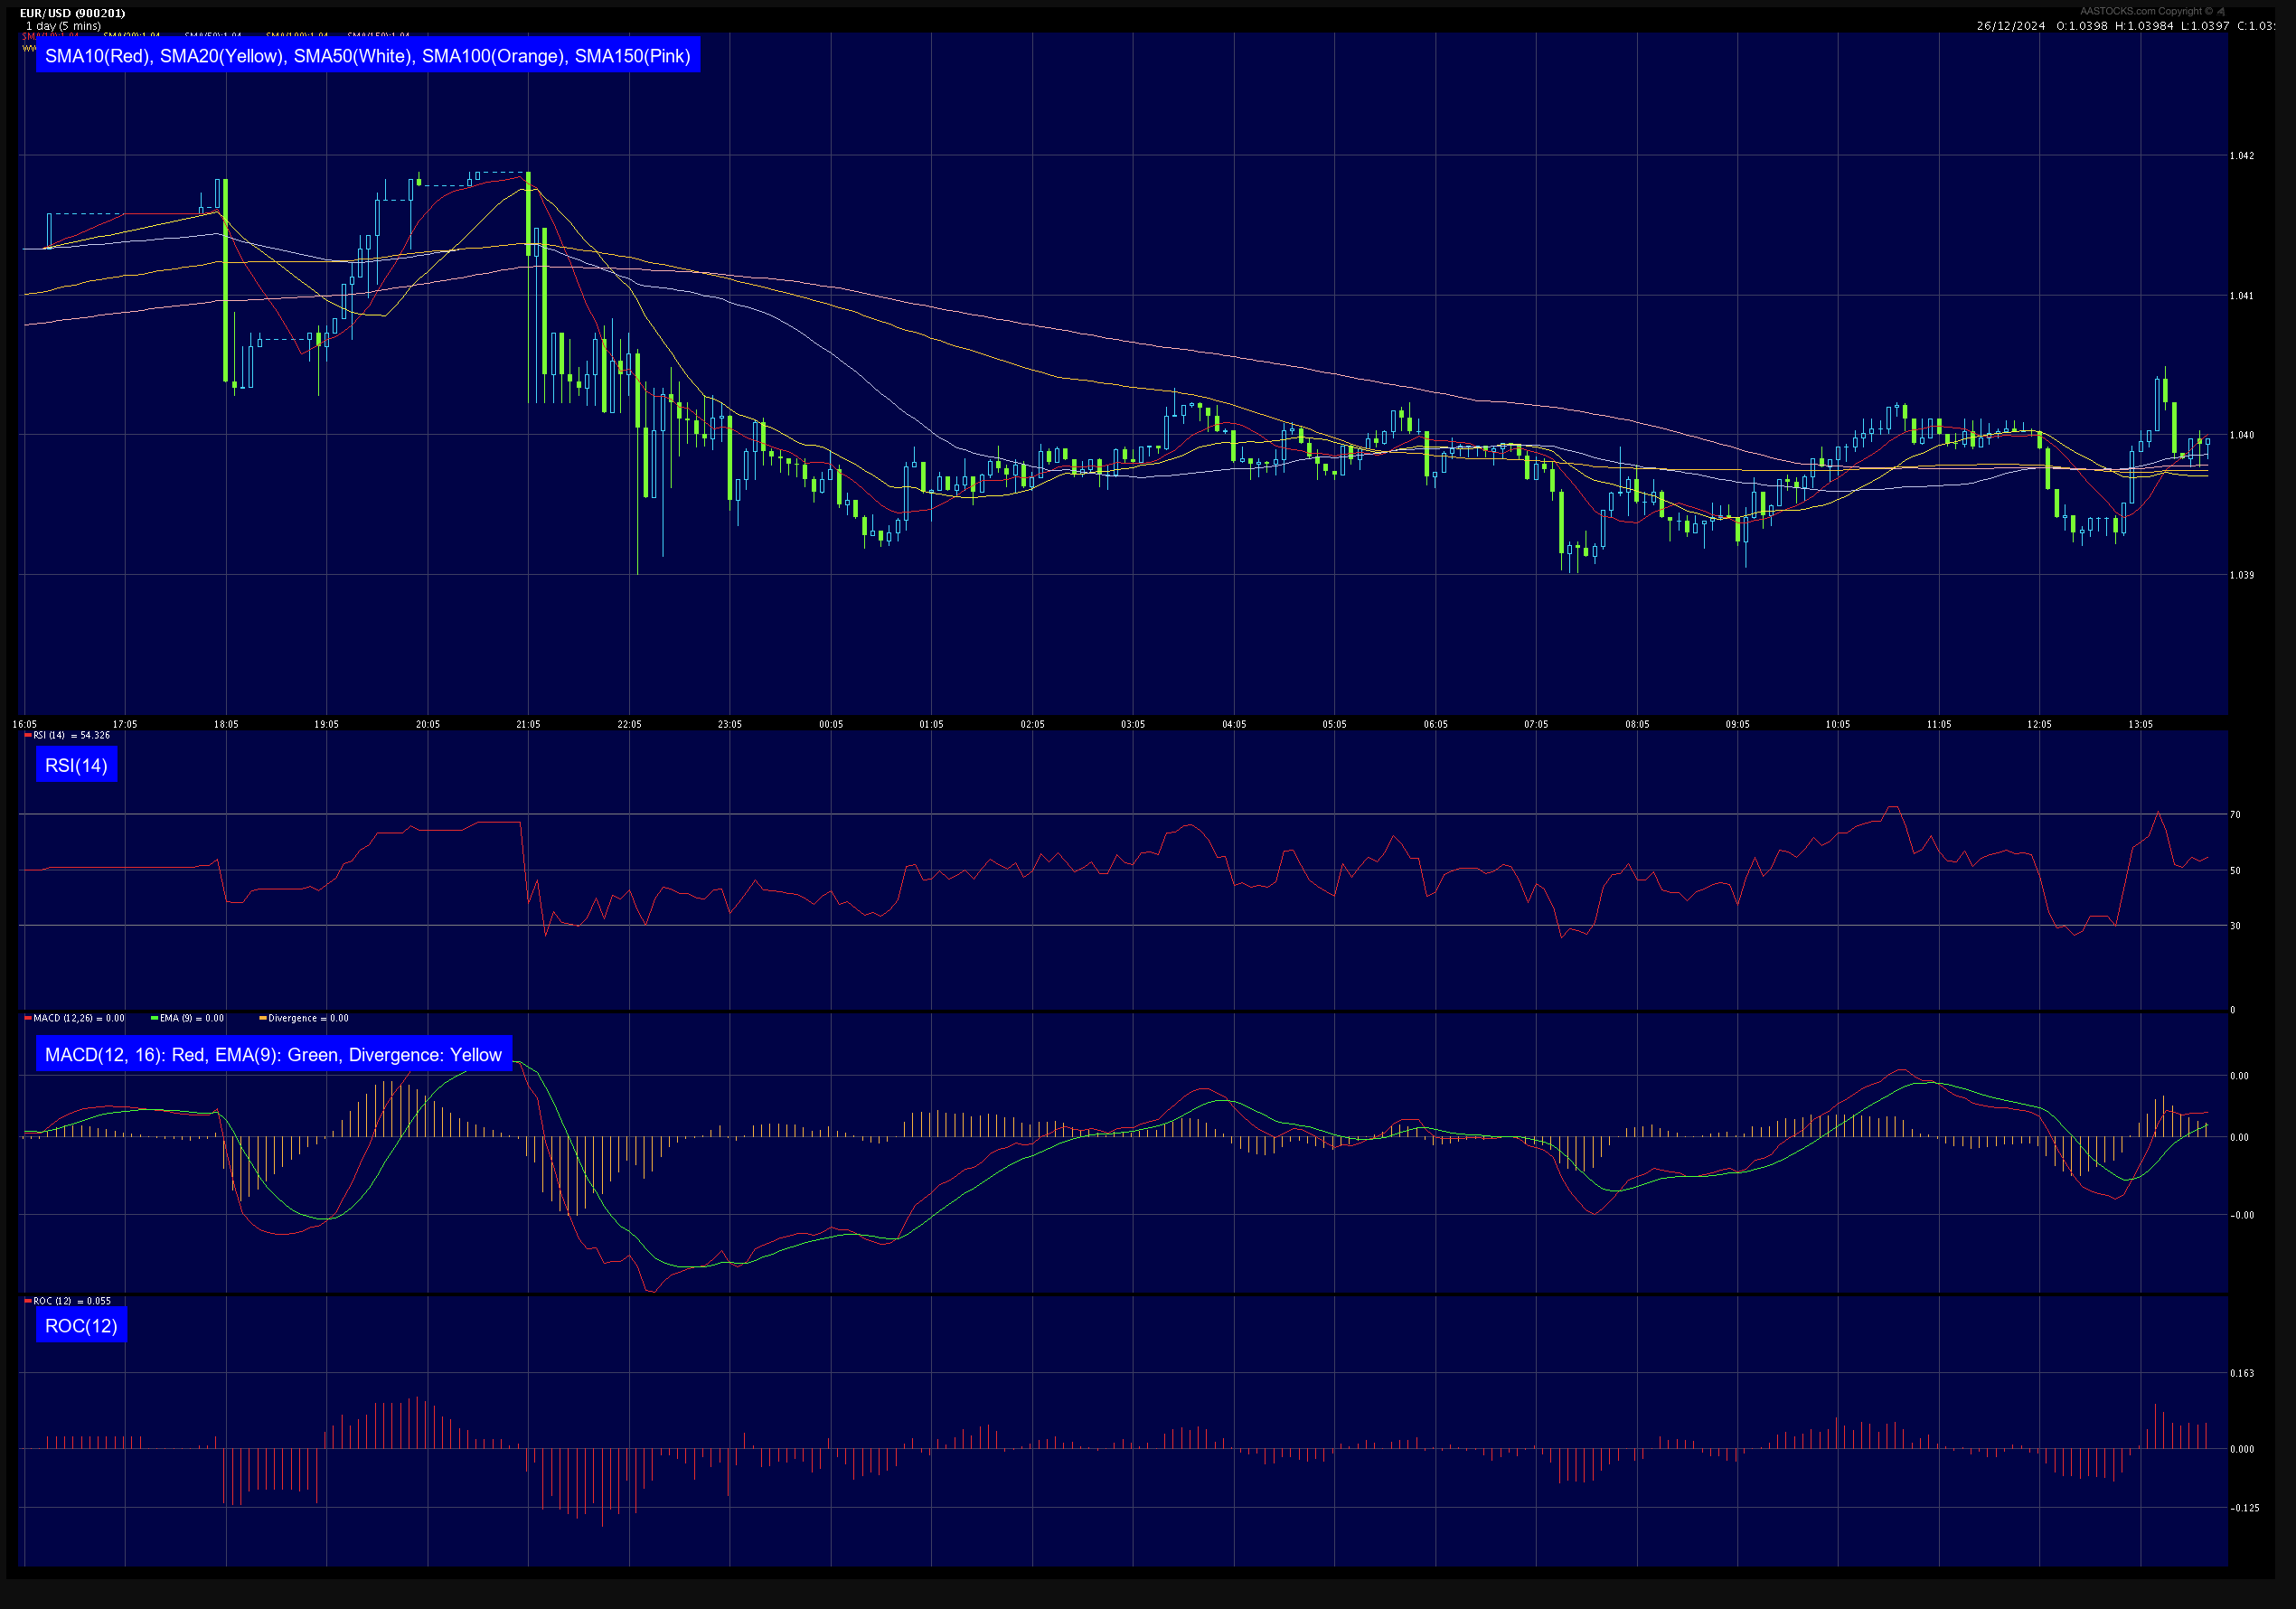 EUR/USD (900201)
AASTOCKS.com Copyright ©
1 day (5 mins)
26/12/2024 O:1.0398 H:1.03984 L:1.0397 C:1.03
SMA10(Red), SMA20(Yellow), SMA50(White), SMA100(Orange), SMA150(Pink)
1.042
1.041
1.040
1.039
16:05 17:05 18:05 19:05 20:05 21:05 22:05 23:05 00:05 01:05 02:05 03:05 04:05 05:05 06:05 07:05 08:05 09:05 10:05 11:05 12:05 13:05
RSI (14) = 54.326
RSI(14)
70
50
30
0
MACD (12,26) = 0.00 EMA (9) = 0.00 Divergence = 0.00
MACD(12, 16): Red, EMA(9): Green, Divergence: Yellow
0.00
0.00
-0.00
ROC (12) = 0.055
ROC(12)
0.163
0.000
-0.125